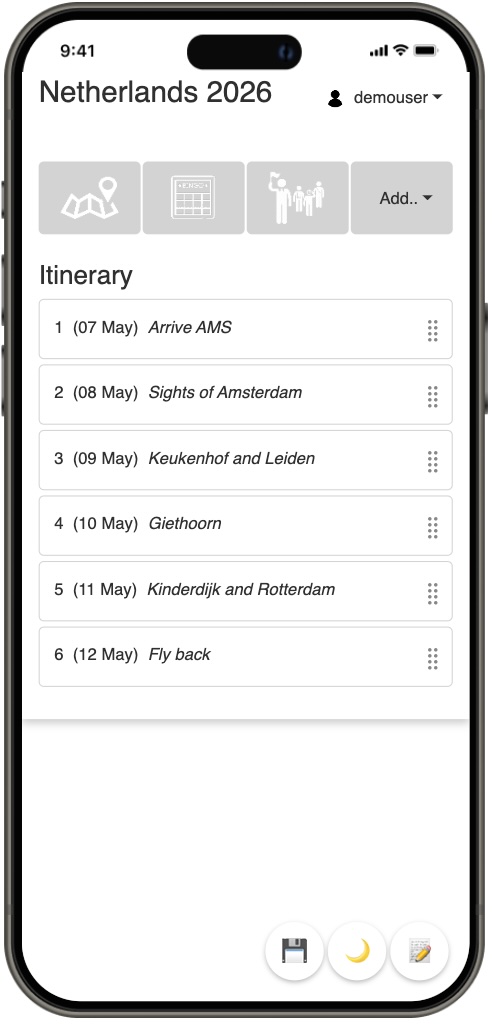 9:41
Netherlands 2026
demouser
Add..
Itinerary
1 (07 May) Arrive AMS
2 (08 May) Sights of Amsterdam
3 (09 May) Keukenhof and Leiden
4 (10 May) Giethoorn
5 (11 May) Kinderdijk and Rotterdam
6 (12 May) Fly back